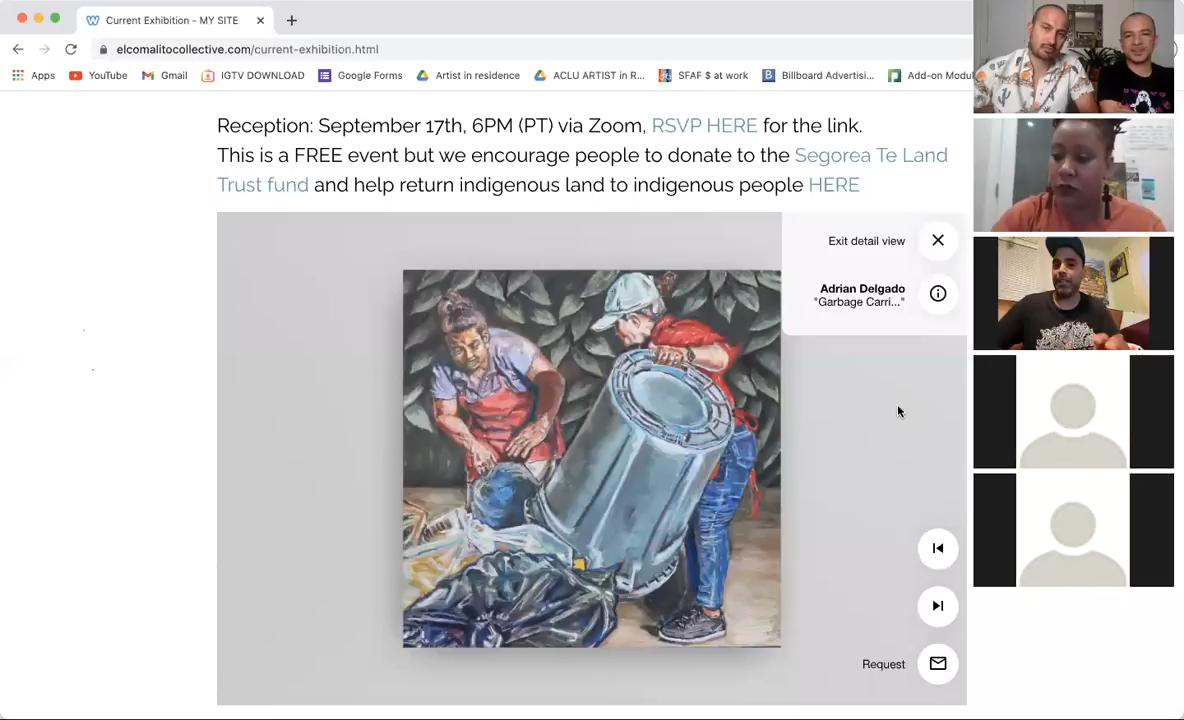 Current Exhibition - MY SITE
elcomalitocollective.com/current-exhibition.html
Apps YouTube Gmail IGTV DOWNLOAD Google Forms Artist in residence ACLU ARTIST in R... SFAF $ at work Billboard Advertisi... Add-on Modul
Reception: September 17th, 6PM (PT) via Zoom, RSVP HERE for the link.
This is a FREE event but we encourage people to donate to the Segorea Te Land
Trust fund and help return indigenous land to indigenous people HERE
Exit detail view
Adrian Delgado
"Garbage Carri..."
Request